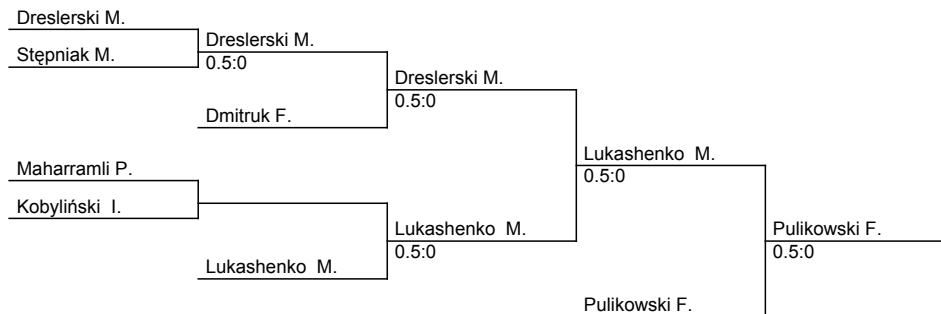 Dreslerski M.
Stępniak M.
Dreslerski M.
0.5:0
Dmitruk F.
Dreslerski M.
0.5:0
Maharramli P.
Kobyliński  I.
Lukashenko  M.
Lukashenko  M.
0.5:0
Lukashenko  M.
0.5:0
Pulikowski F.
Pulikowski F.
0.5:0